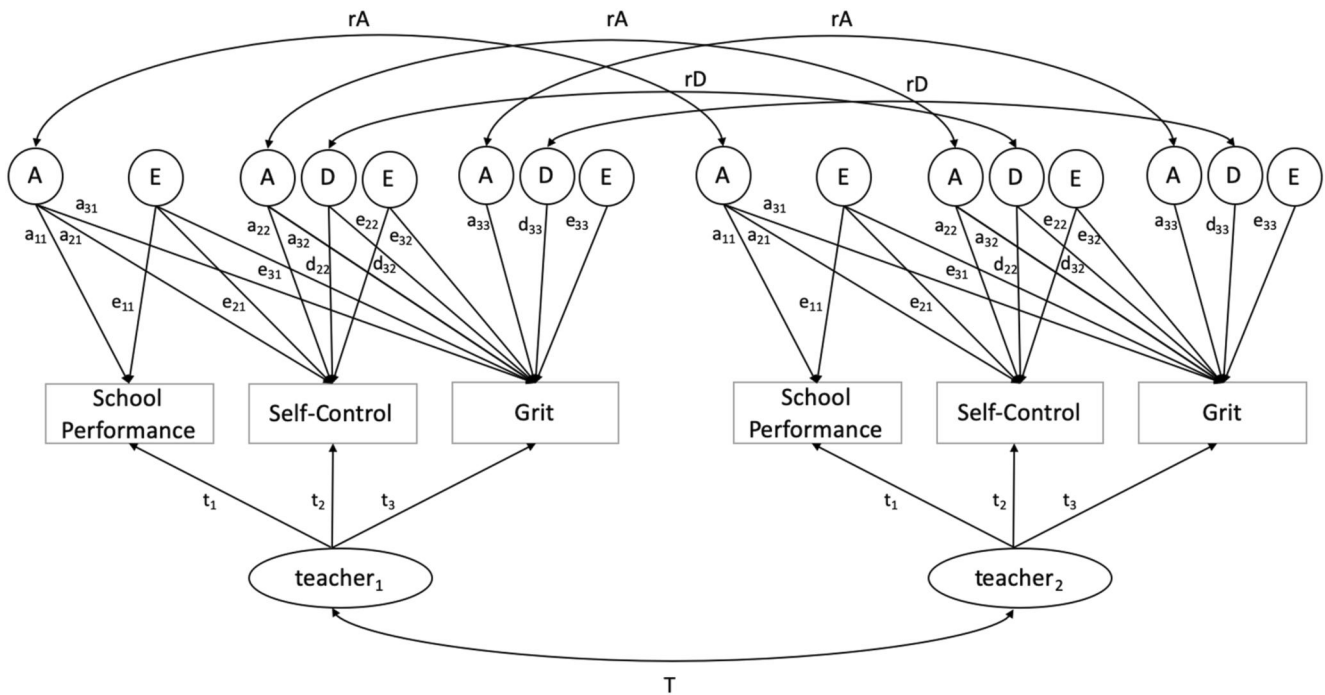 rA rA rA
rD rD
A E A D E A D E A E A D E A D E
a31 a31
a11 a21 a22 a32 e22 e32 a33 d33 e33 a11 a21 a22 a32 e22 e32 a33 d33 e33
e31 d22 d32 e31 d22 d32
e11 e21 e11 e21
School
Performance
Self-Control
Grit
School
Performance
Self-Control
Grit
t1 t2 t3 t1 t2 t3
teacher1 teacher2
T